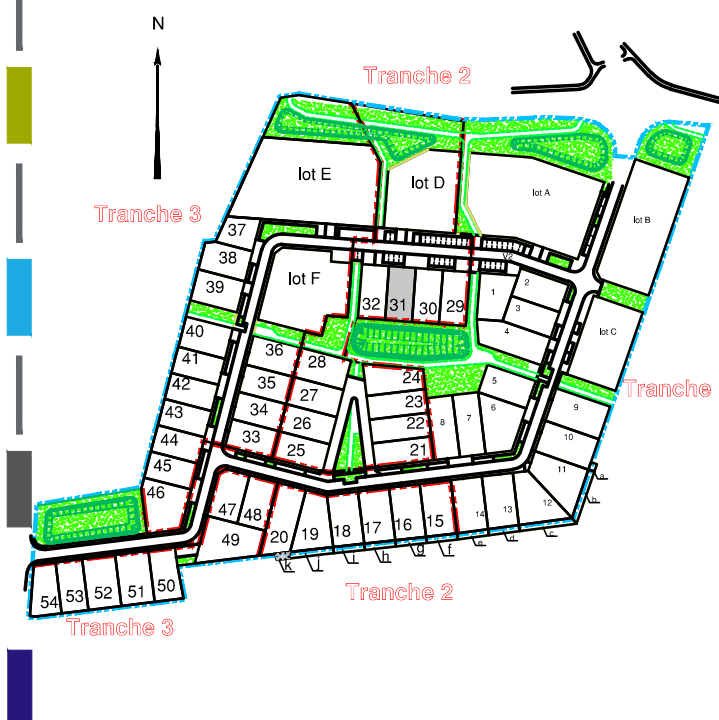 N
Tranche 2
lot E
lot D
lot A
lot B
Tranche 3
37
38
39
lot F
32
31
30
29
V2
1
2
3
4
lot C
40
41
42
43
44
45
46
36
35
34
33
28
27
26
25
24
23
22
21
5
6
7
8
Tranche
9
10
11
12
13
14
15
16
17
18
19
20
47
48
49
a
b
c
d
e
f
g
h
i
j
k
54
53
52
51
50
Tranche 2
Tranche 3